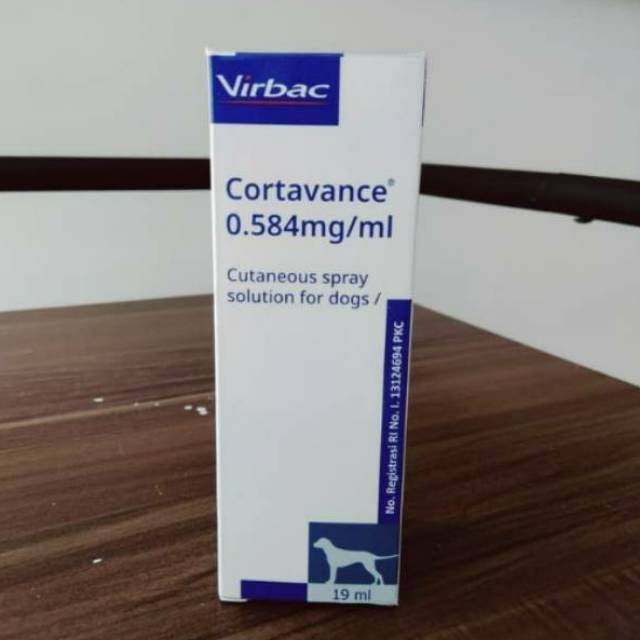 Virbac
Cortavance®
0.584mg/ml
Cutaneous spray
solution for dogs /
No. Registrasi RI No. I. 13124694 PKC
19 ml